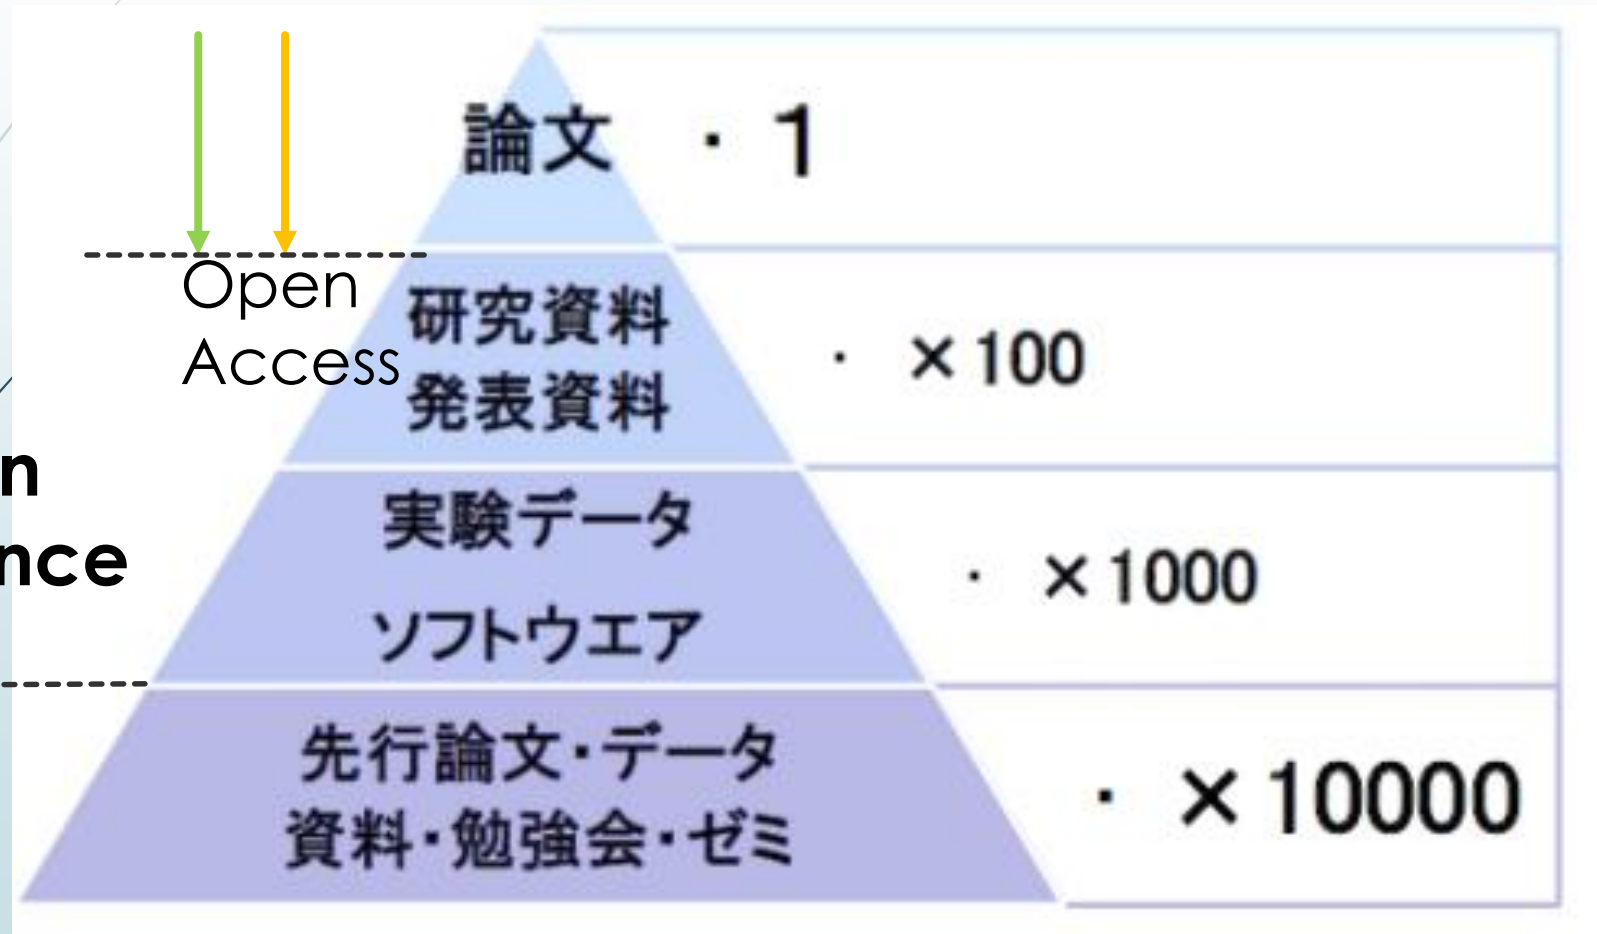 論文
・ 1
Open
Access
研究資料
発表資料
・ ×100
n
nce
実験データ
ソフトウエア
・ ×1000
先行論文・データ
資料・勉強会・ゼミ
・ ×10000